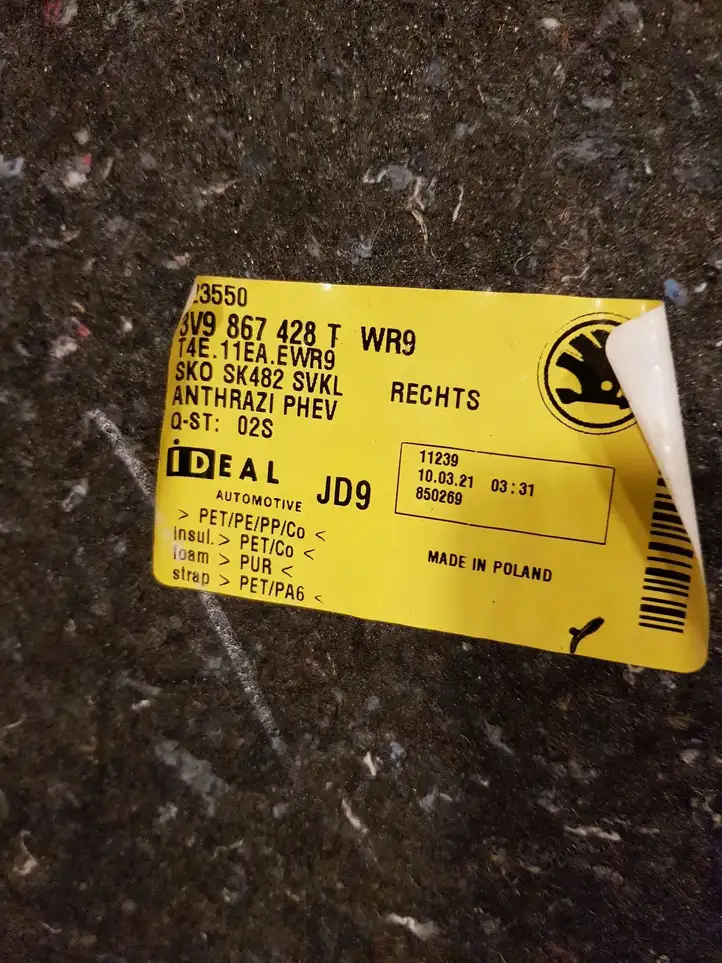 23550
3V9 867 428 T WR9
T4E.11EA.EWR9
SKO SK482 SVKL
ANTHRAZI PHEV
RECHTS
Q-ST: 02S
iDEAL
AUTOMOTIVE
JD9
11239
10.03.21 03:31
850269
> PET/PE/PP/Co <
insul.> PET/Co <
foam > PUR <
strap > PET/PA6 <
MADE IN POLAND